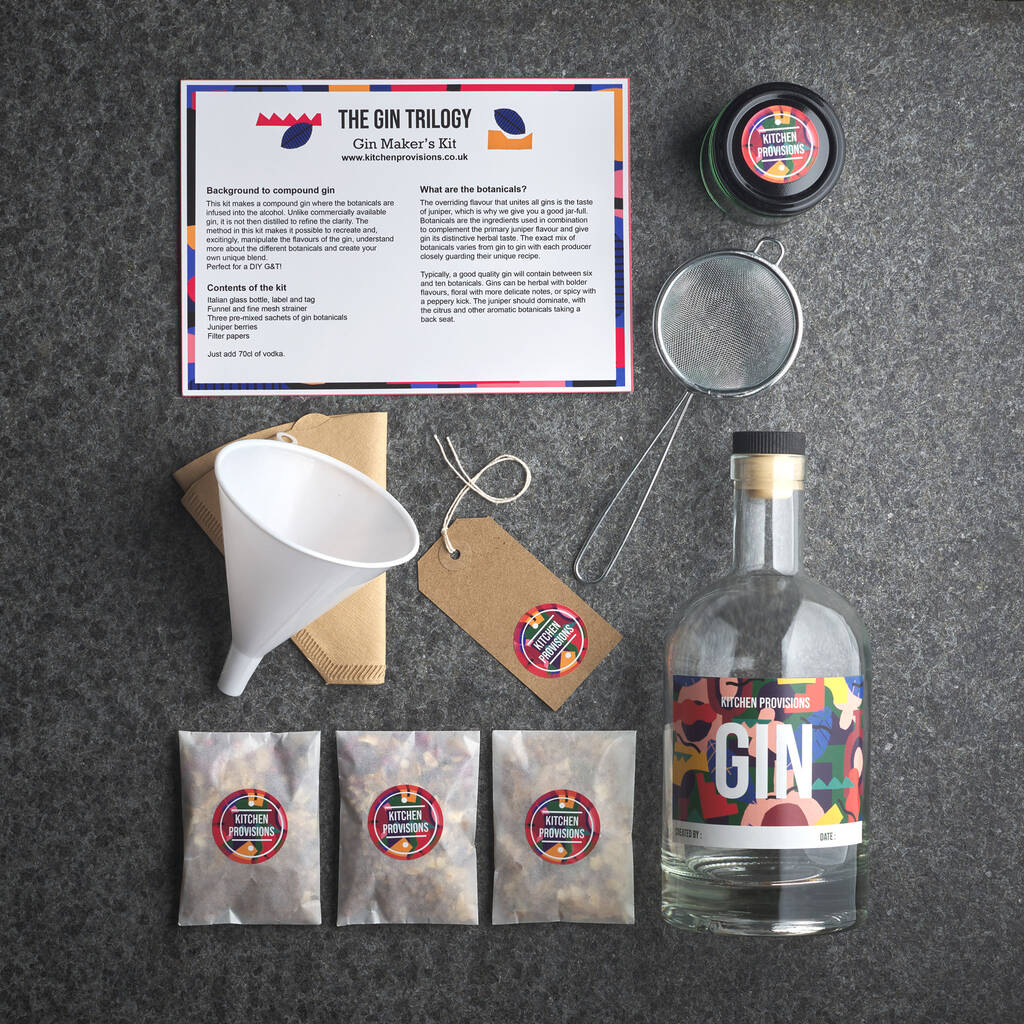 THE GIN TRILOGY
Gin Maker's Kit
www.kitchenprovisions.co.uk
Background to compound gin
This kit makes a compound gin where the botanicals are
infused into the alcohol. Unlike commercially available
gin, it is not then distilled to refine the clarity. The
method in this kit makes it possible to recreate and,
excitingly, manipulate the flavours of the gin, understand
more about the different botanicals and create your
own unique blend.
Perfect for a DIY G&T!
Contents of the kit
Italian glass bottle, label and tag
Funnel and fine mesh strainer
Three pre-mixed sachets of gin botanicals
Juniper berries
Filter papers
Just add 70cl of vodka.
What are the botanicals?
The overriding flavour that unites all gins is the taste
of juniper, which is why we give you a good jar-full.
Botanicals are the ingredients used in combination
to complement the primary juniper flavour and give
gin its distinctive herbal taste. The exact mix of
botanicals varies from gin to gin with each producer
closely guarding their unique recipe.
Typically, a good quality gin will contain between six
and ten botanicals. Gins can be herbal with bolder
flavours, floral with more delicate notes, or spicy with
a peppery kick. The juniper should dominate, with
the citrus and other aromatic botanicals taking a
back seat.
KITCHEN
PROVISIONS
KITCHEN
PROVISIONS
KITCHEN PROVISIONS
GIN
CREATED BY :
DATE :
KITCHEN
PROVISIONS
KITCHEN
PROVISIONS
KITCHEN
PROVISIONS